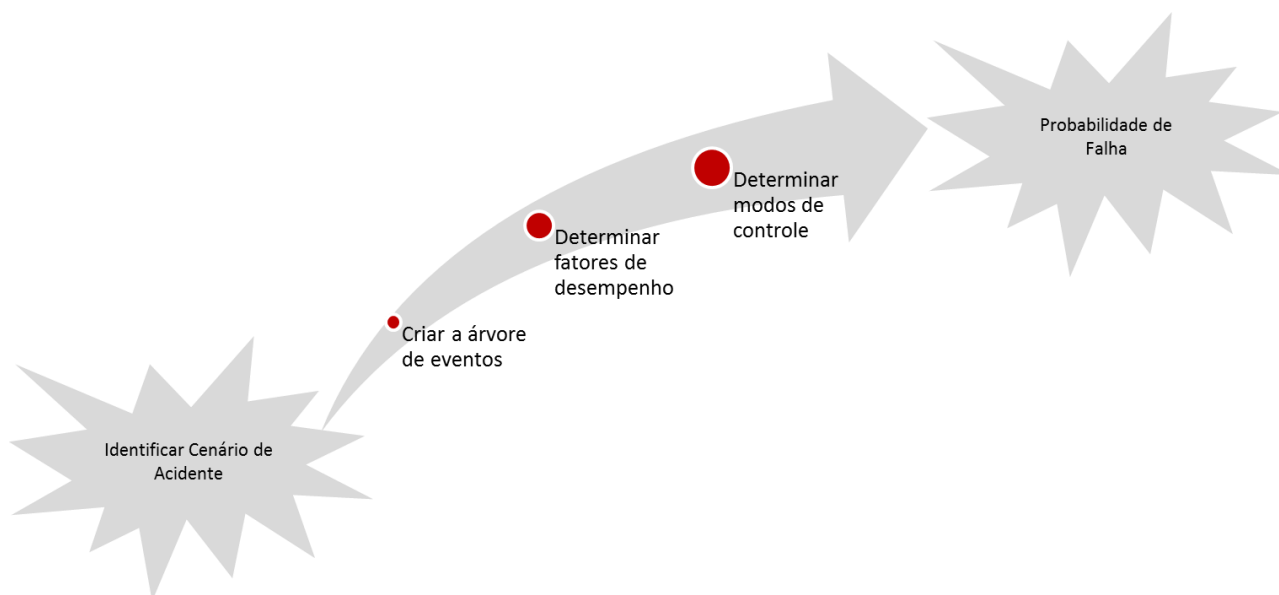 Identificar Cenário de
Acidente
Criar a árvore
de eventos
Determinar
fatores de
desempenho
Determinar
modos de
controle
Probabilidade de
Falha